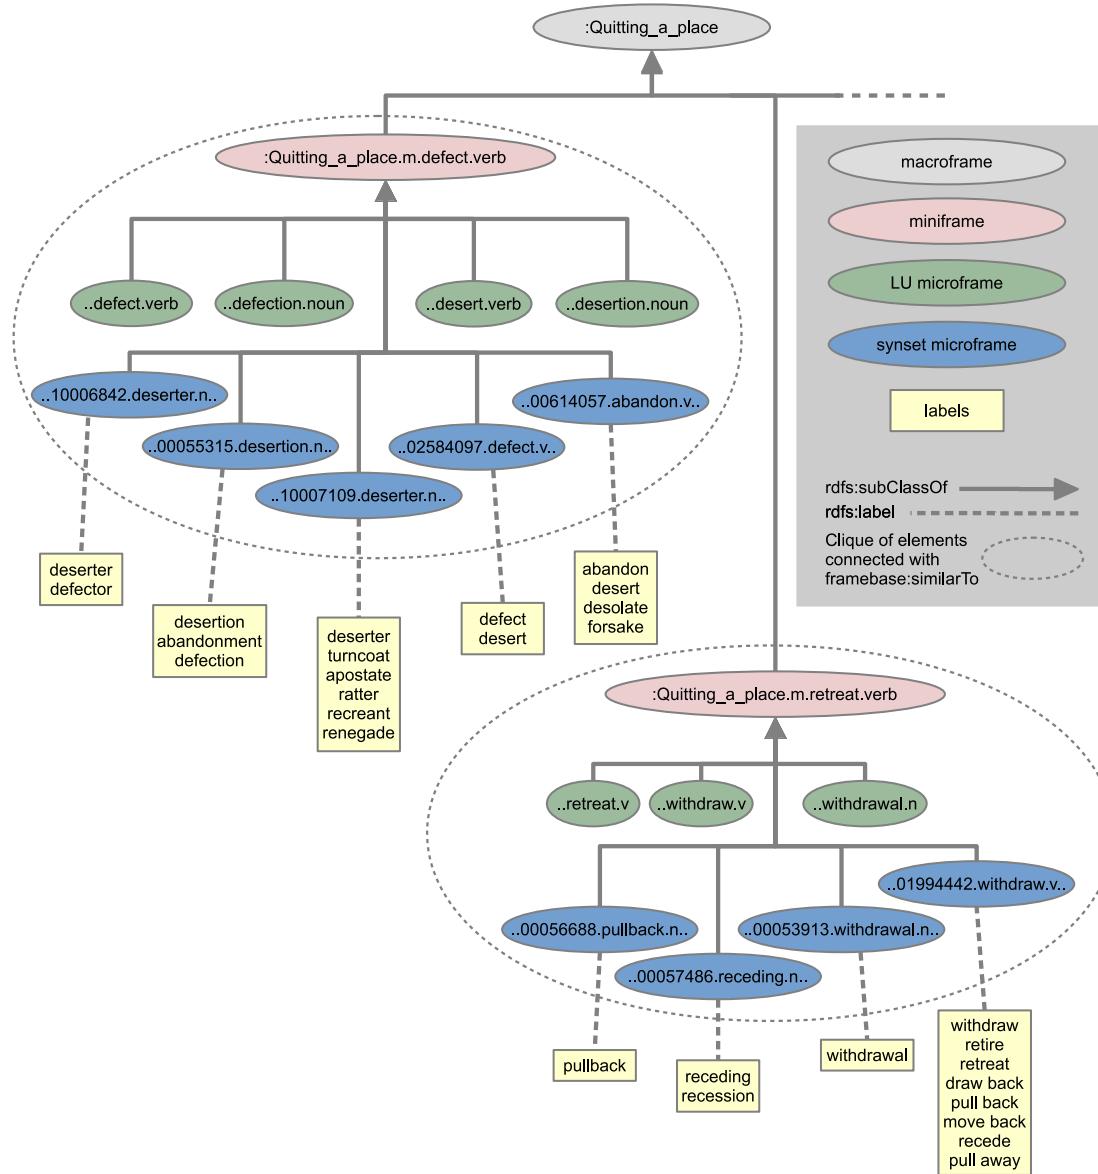 :Quitting_a_place
:Quitting_a_place.m.defect.verb
..defect.verb
..defection.noun
..desert.verb
..desertion.noun
..10006842.deserter.n..
..00055315.desertion.n..
..10007109.deserter.n..
..02584097.defect.v..
..00614057.abandon.v..
deserter
defector
desertion
abandonment
defection
deserter
turncoat
apostate
ratter
recreant
renegade
defect
desert
abandon
desert
desolate
forsake
macroframe
miniframe
LU microframe
synset microframe
labels
rdfs:subClassOf
rdfs:label
Clique of elements
connected with
framebase:similarTo
:Quitting_a_place.m.retreat.verb
..retreat.v
..withdraw.v
..withdrawal.n
..00056688.pullback.n..
..00057486.receding.n..
..00053913.withdrawal.n..
..01994442.withdraw.v..
pullback
receding
recession
withdrawal
withdraw
retire
retreat
draw back
pull back
move back
recede
pull away